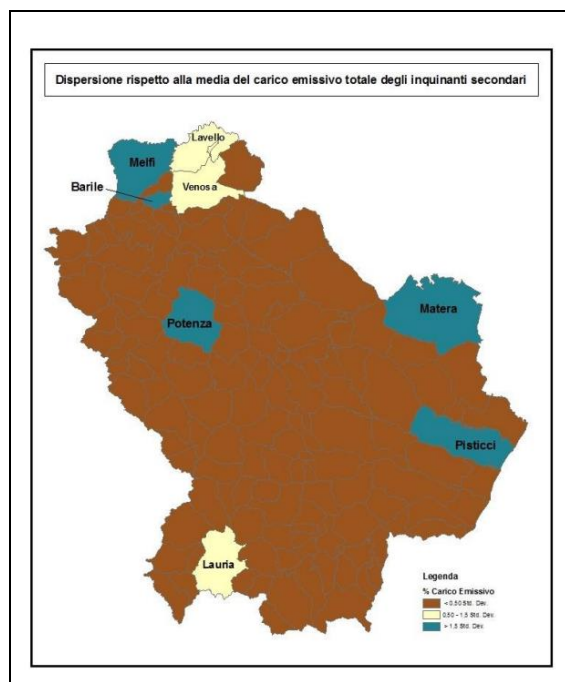 Dispersione rispetto alla media del carico emissivo totale degli inquinanti secondari
Lavello
Melfi
Barile
Venosa
Potenza
Matera
Pisticci
Lauria
Legenda
% Carico Emissivo
< 0,50 Std. Dev.
0,50 - 1,5 Std. Dev.
> 1,5 Std. Dev.